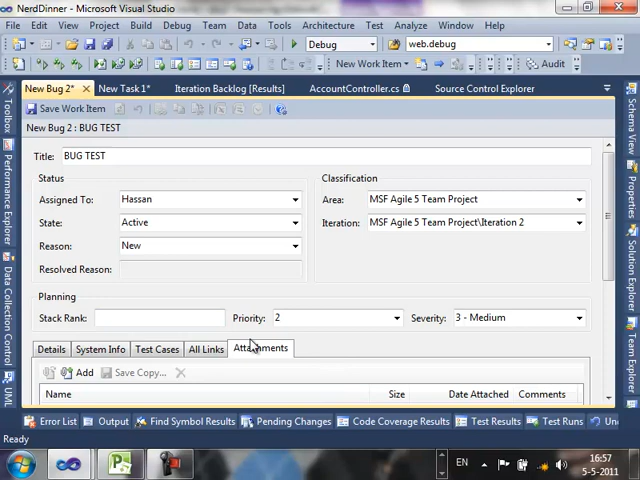 NerdDinner - Microsoft Visual Studio
File Edit View Project Build Debug Team Data Tools Architecture Test Analyze Window Help
Debug web.debug
New Work Item Audit
New Bug 2* New Task 1* Iteration Backlog [Results] AccountController.cs Source Control Explorer
Save Work Item
New Bug 2 : BUG TEST
Title: BUG TEST
Status Classification
Assigned To: Hassan Area: MSF Agile 5 Team Project
State: Active Iteration: MSF Agile 5 Team Project\Iteration 2
Reason: New
Resolved Reason:
Planning
Stack Rank: Priority: 2 Severity: 3 - Medium
Details System Info Test Cases All Links Attachments
Add Save Copy...
Name Size Date Attached Comments
Toolbox
Performance Explorer
Data Collection Control
UML
Schema View
Properties
Solution Explorer
Team Explorer
Error List Output Find Symbol Results Pending Changes Code Coverage Results Test Results Test Runs
Ready
EN 16:57
5-5-2011